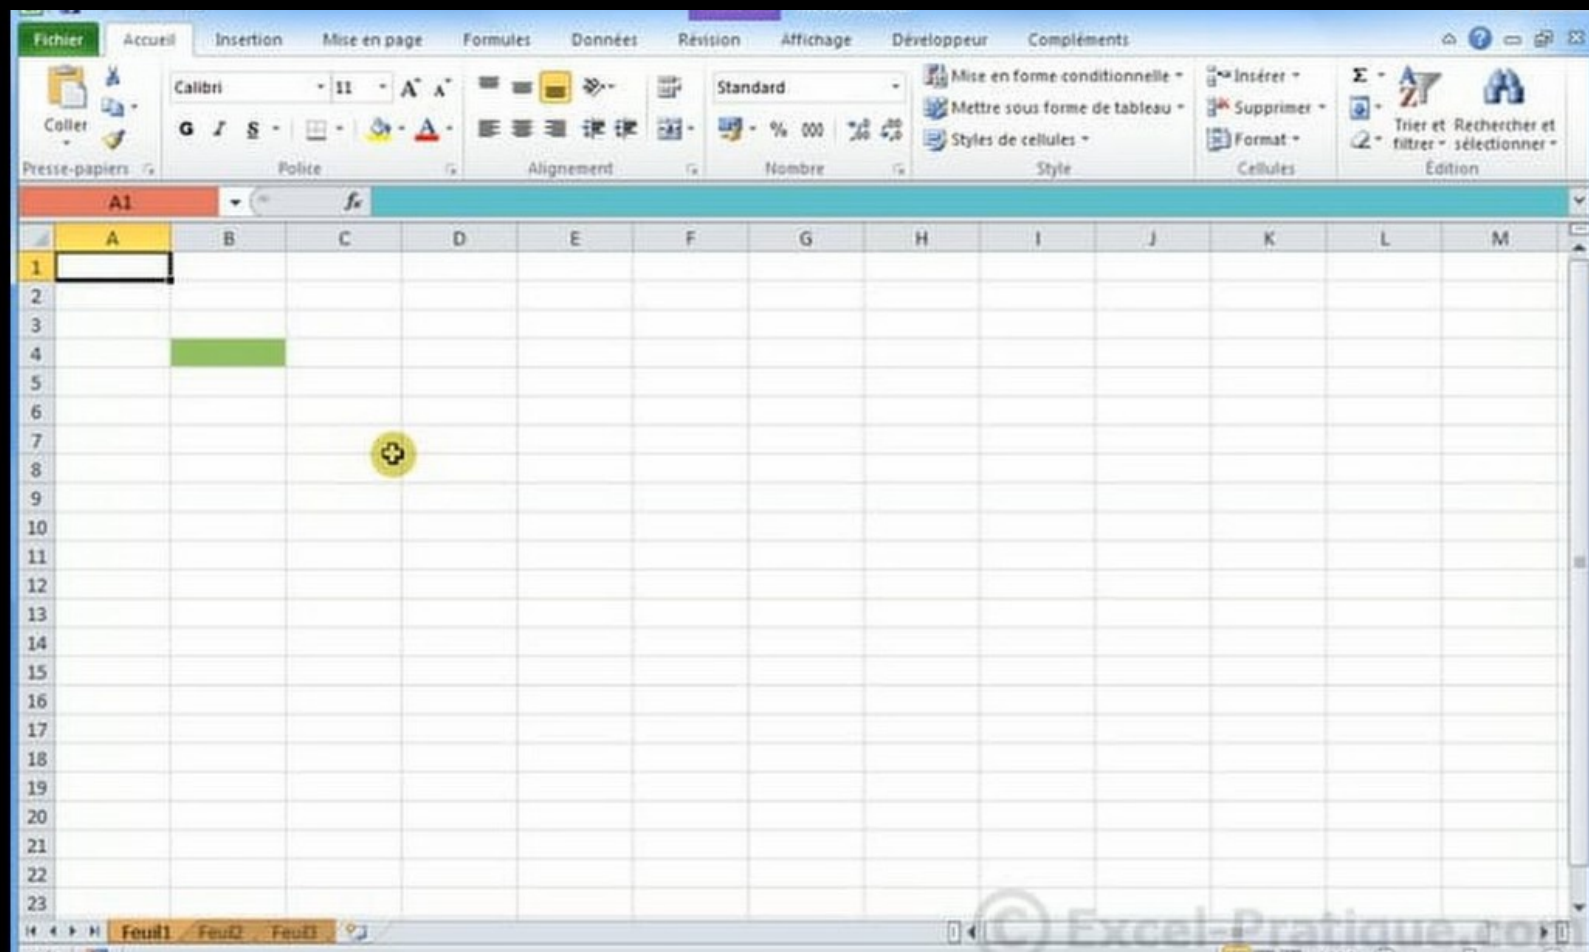 Fichier Accueil Insertion Mise en page Formules Données Révision Affichage Développeur Compléments
Calibri 11 A A Standard Mise en forme conditionnelle Insérer Σ
Mettre sous forme de tableau Supprimer
Coller G I S A % 000 Styles de cellules Format Trier et filtrer Rechercher et sélectionner
Presse-papiers Police Alignement Nombre Style Cellules Édition
A1 fx
A B C D E F G H I J K L M
1
2
3
4
5
6
7
8
9
10
11
12
13
14
15
16
17
18
19
20
21
22
23
Feuil1 Feuil2 Feuil3
© Excel-Pratique.com